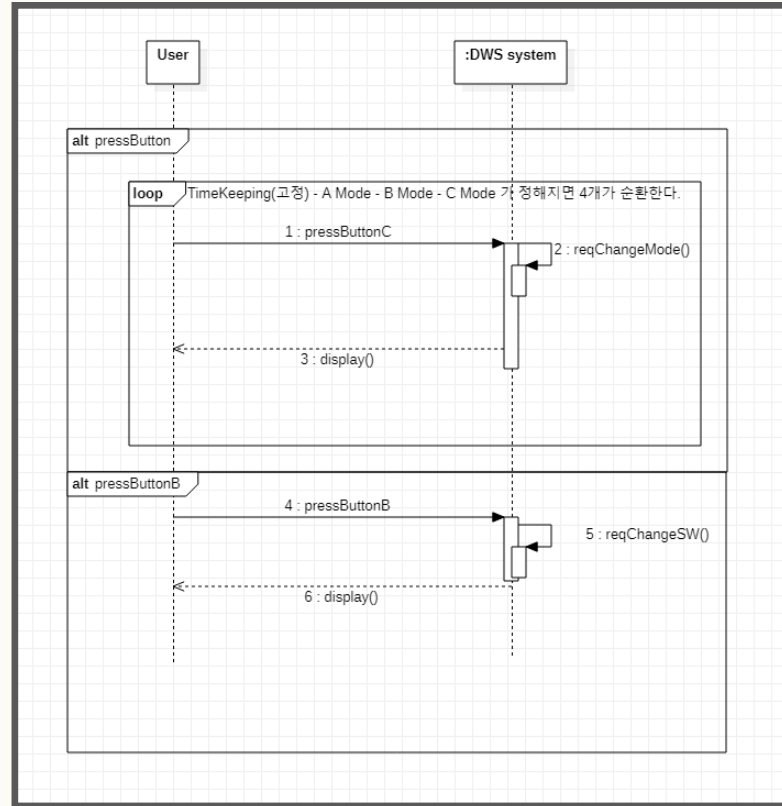 User
:DWS system
alt pressButton
loop TimeKeeping(고정) - A Mode - B Mode - C Mode 가 정해지면 4개가 순환한다.
1 : pressButtonC
2 : reqChangeMode()
3 : display()
alt pressButtonB
4 : pressButtonB
5 : reqChangeSW()
6 : display()